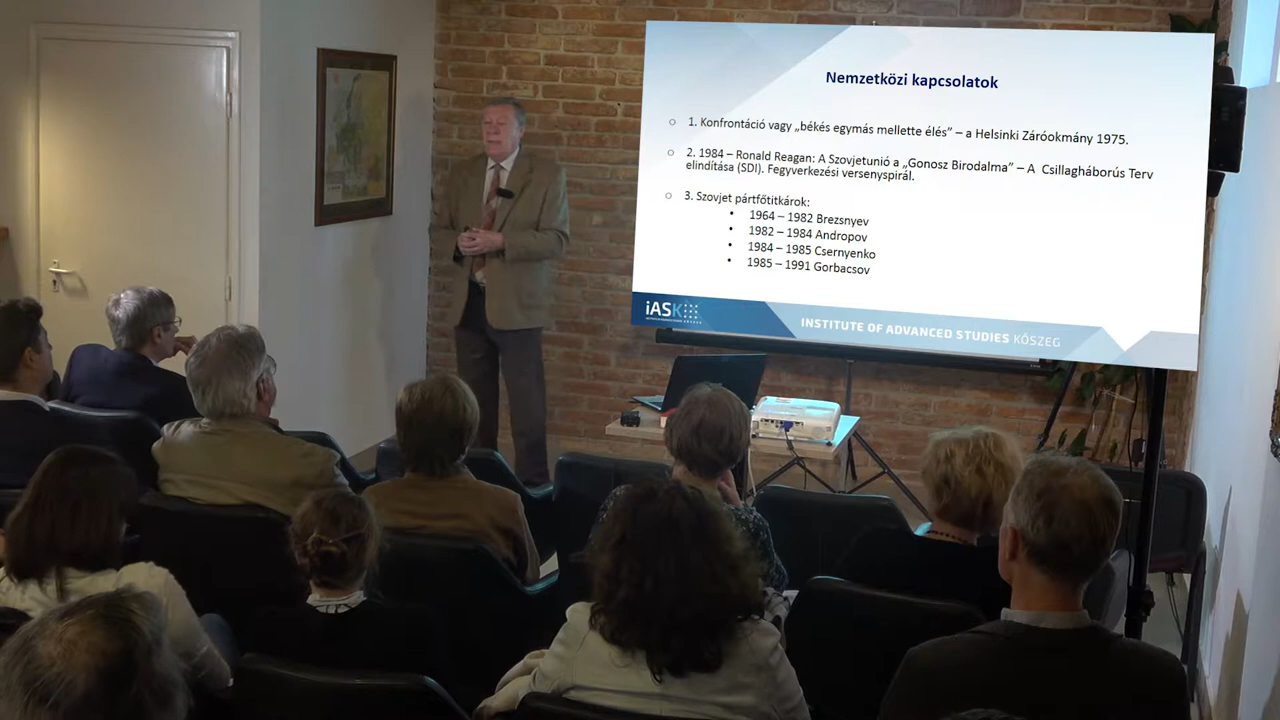 Nemzetközi kapcsolatok
1. Konfrontáció vagy „békés egymás mellette élés” – a Helsinki Záróokmány 1975.
2. 1984 – Ronald Reagan: A Szovjetunió a „Gonosz Birodalma” – A Csillagháborús Terv
elindítása (SDI). Fegyverkezési versenyspirál.
3. Szovjet pártfőtitkárok:
1964 – 1982 Brezsnyev
1982 – 1984 Andropov
1984 – 1985 Csernyenko
1985 – 1991 Gorbacsov
iASK
INSTITUTE OF ADVANCED STUDIES KŐSZEG